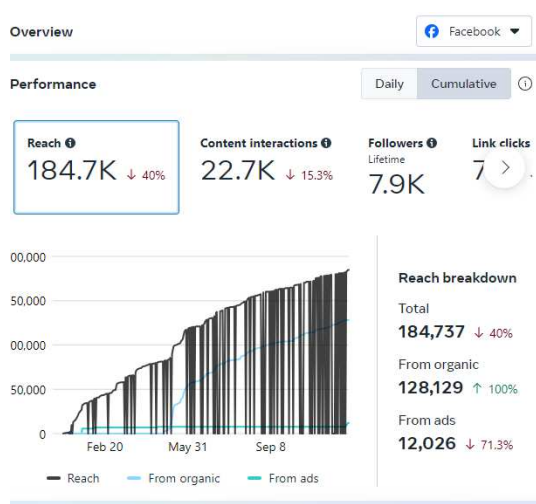 Overview
Facebook
Performance
Daily Cumulative
Reach
184.7K ↓ 40%
Content interactions
22.7K ↓ 15.3%
Followers
Lifetime
7.9K
Link clicks
00,000
50,000
00,000
50,000
0
Feb 20 May 31 Sep 8
Reach From organic From ads
Reach breakdown
Total
184,737 ↓ 40%
From organic
128,129 ↑ 100%
From ads
12,026 ↓ 71.3%